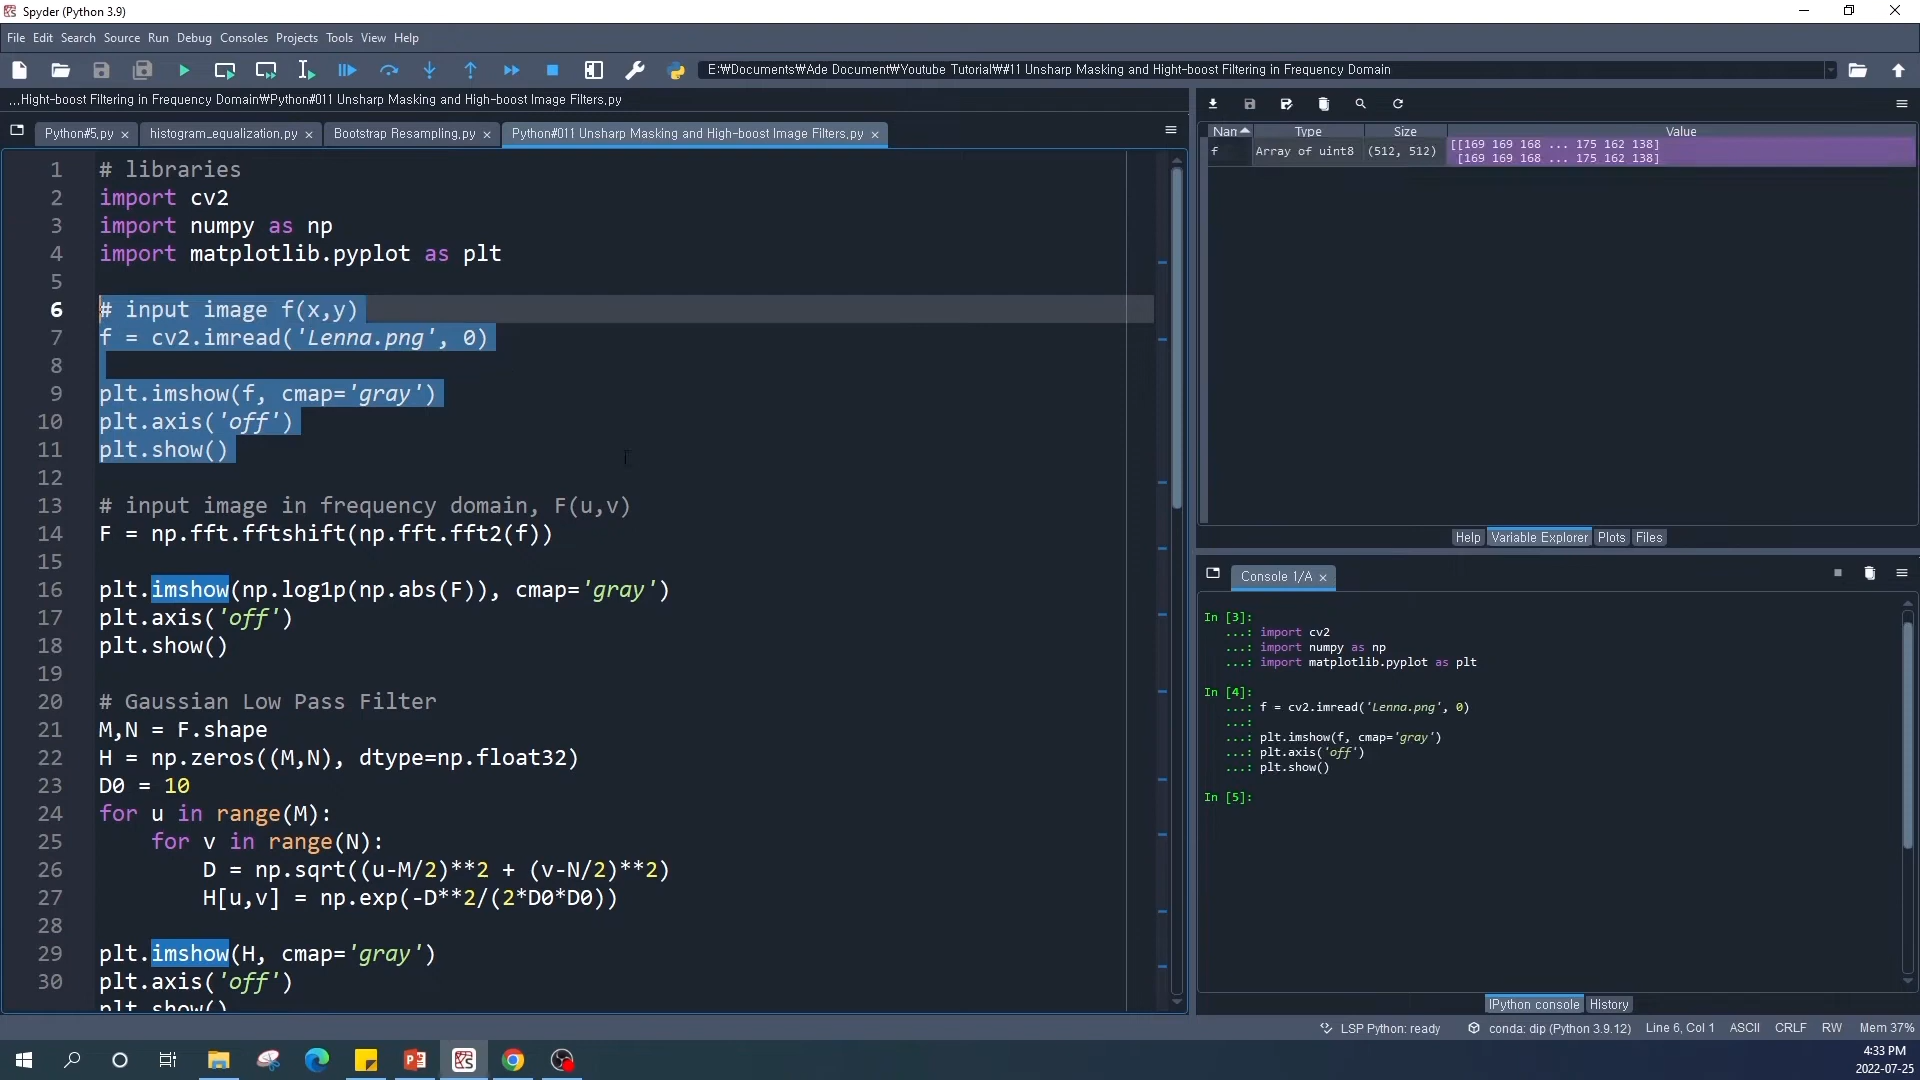 Spyder (Python 3.9)
File Edit Search Source Run Debug Consoles Projects Tools View Help
E:₩Documents₩Ade Document₩Youtube Tutorial₩#11 Unsharp Masking and Hight-boost Filtering in Frequency Domain
...Hight-boost Filtering in Frequency Domain₩Python#011 Unsharp Masking and High-boost Image Filters.py
Python#5.py
histogram_equalization.py
Bootstrap Resampling.py
Python#011 Unsharp Masking and High-boost Image Filters.py
1 # libraries
2 import cv2
3 import numpy as np
4 import matplotlib.pyplot as plt
5
6 # input image f(x,y)
7 f = cv2.imread('Lenna.png', 0)
8
9 plt.imshow(f, cmap='gray')
10 plt.axis('off')
11 plt.show()
12
13 # input image in frequency domain, F(u,v)
14 F = np.fft.fftshift(np.fft.fft2(f))
15
16 plt.imshow(np.log1p(np.abs(F)), cmap='gray')
17 plt.axis('off')
18 plt.show()
19
20 # Gaussian Low Pass Filter
21 M,N = F.shape
22 H = np.zeros((M,N), dtype=np.float32)
23 D0 = 10
24 for u in range(M):
25 for v in range(N):
26 D = np.sqrt((u-M/2)**2 + (v-N/2)**2)
27 H[u,v] = np.exp(-D**2/(2*D0*D0))
28
29 plt.imshow(H, cmap='gray')
30 plt.axis('off')
plt.show()
Nan Type Size Value
f Array of uint8 (512, 512) [[169 169 168 ... 175 162 138]
[169 169 168 ... 175 162 138]
Help Variable Explorer Plots Files
Console 1/A
In [3]:
...: import cv2
...: import numpy as np
...: import matplotlib.pyplot as plt
In [4]:
...: f = cv2.imread('Lenna.png', 0)
...:
...: plt.imshow(f, cmap='gray')
...: plt.axis('off')
...: plt.show()
In [5]:
IPython console History
LSP Python: ready conda: dip (Python 3.9.12) Line 6, Col 1 ASCII CRLF RW Mem 37%
4:33 PM
2022-07-25